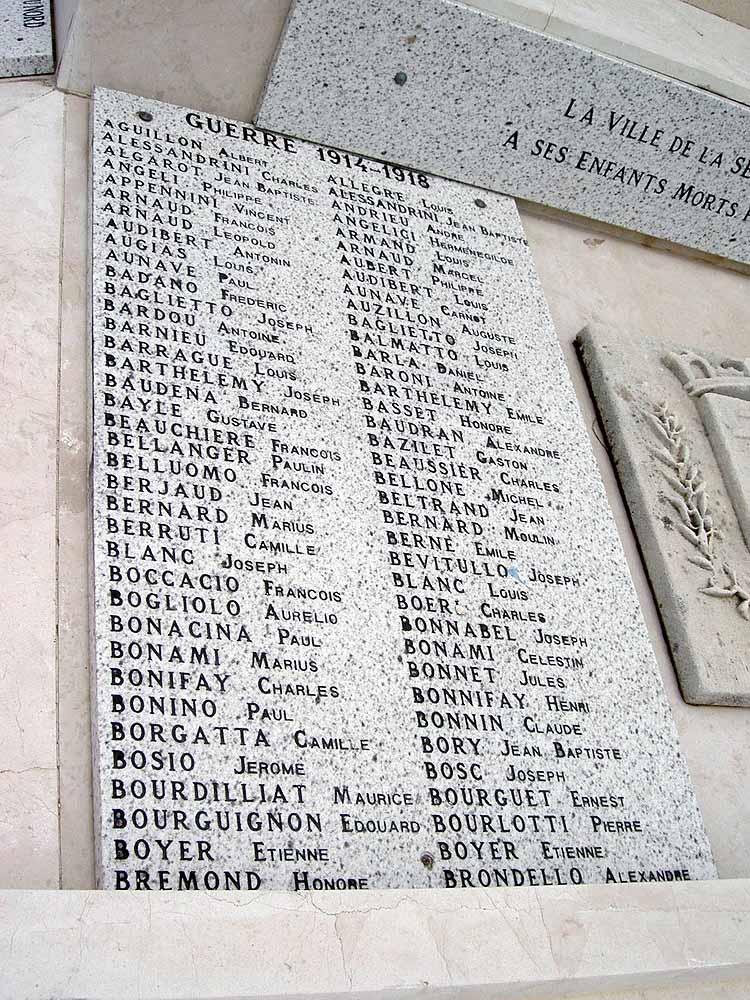 NORD
LA VILLE DE LA SE
A SES ENFANTS MORTS
GUERRE 1914-1918
AGUILLON ALBERT
ALESSANDRINI CHARLES
ALGAROT JEAN BAPTISTE
ANGELI PHILIPPE
APPENNINI VINCENT
ARNAUD FRANCOIS
ARNAUD LEOPOLD
AUDIBERT ANTONIN
AUGIAS LOUIS
AUNAVE PAUL
BADANO FREDERIC
BAGLIETTO JOSEPH
BARDOU ANTOINE
BARNIEU EDOUARD
BARRAGUE LOUIS
BARTHELEMY JOSEPH
BAUDENA BERNARD
BAYLE GUSTAVE
BEAUCHIERE FRANCOIS
BELLANGER PAULIN
BELLUOMO FRANCOIS
BERJAUD JEAN
BERNARD MARIUS
BERRUTI CAMILLE
BLANC JOSEPH
BOCCACIO FRANCOIS
BOGLIOLO AURELIO
BONACINA PAUL
BONAMI MARIUS
BONIFAY CHARLES
BONINO PAUL
BORGATTA CAMILLE
BOSIO JEROME
BOURDILLIAT MAURICE
BOURGUIGNON EDOUARD
BOYER ETIENNE
BREMOND HONORE
ALLEGRE LOUIS
ALESSANDRINI JEAN BAPTISTE
ANDRIEU ANDRE
ANGELICI HERMENEGILDE
ARMAND LOUIS
ARNAUD MARCEL
AUBERT PHILIPPE
AUDIBERT LOUIS
AUNAVE CARNOT
AUZILLON AUGUSTE
BAGLIETTO JOSEPH
BALMATTO LOUIS
BARLA DANIEL
BARONI ANTOINE
BARTHELEMY EMILE
BASSET HONORE
BAUDRAN ALEXANDRE
BAZILET GASTON
BEAUSSIER CHARLES
BELLONE MICHEL
BELTRAND JEAN
BERNARD MOULIN
BERNE EMILE
BEVITULLO JOSEPH
BLANC LOUIS
BOERI CHARLES
BONNABEL JOSEPH
BONAMI CELESTIN
BONNET JULES
BONNIFAY HENRI
BONNIN CLAUDE
BORY JEAN BAPTISTE
BOSC JOSEPH
BOURGUET ERNEST
BOURLOTTI PIERRE
BOYER ETIENNE
BRONDELLO ALEXANDRE